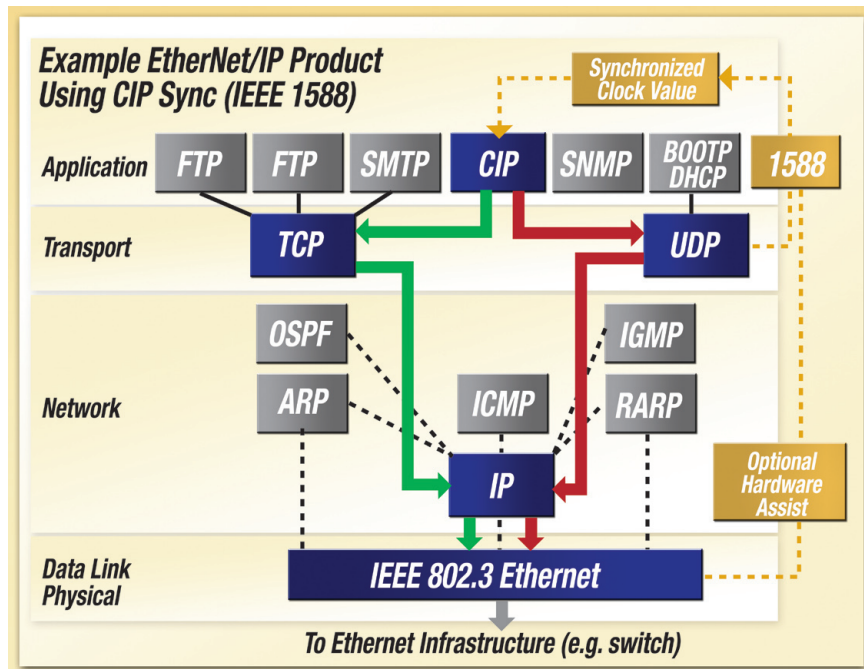 Example EtherNet/IP Product
Using CIP Sync (IEEE 1588)
Synchronized
Clock Value
Application
FTP
FTP
SMTP
CIP
SNMP
BOOTP
DHCP
1588
Transport
TCP
UDP
OSPF
IGMP
Network
ARP
ICMP
RARP
IP
Optional
Hardware
Assist
Data Link
Physical
IEEE 802.3 Ethernet
To Ethernet Infrastructure (e.g. switch)